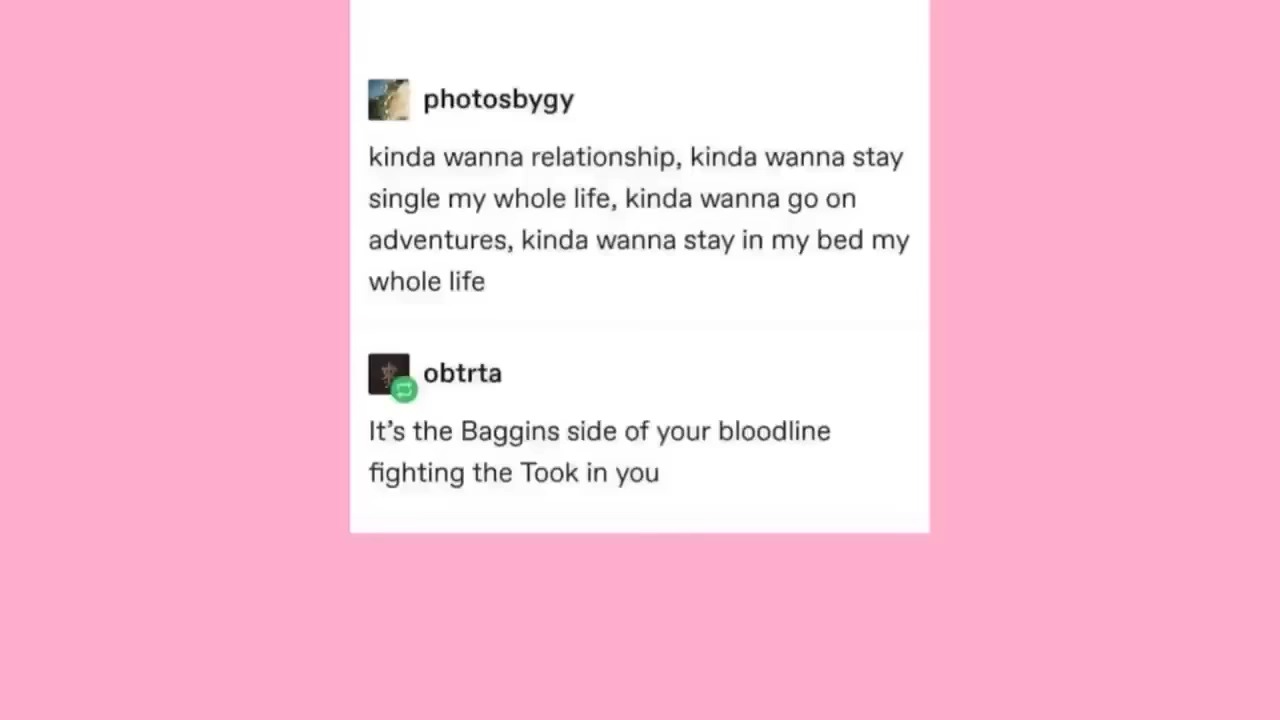 photosbygy
kinda wanna relationship, kinda wanna stay
single my whole life, kinda wanna go on
adventures, kinda wanna stay in my bed my
whole life
obtrta
It’s the Baggins side of your bloodline
fighting the Took in you